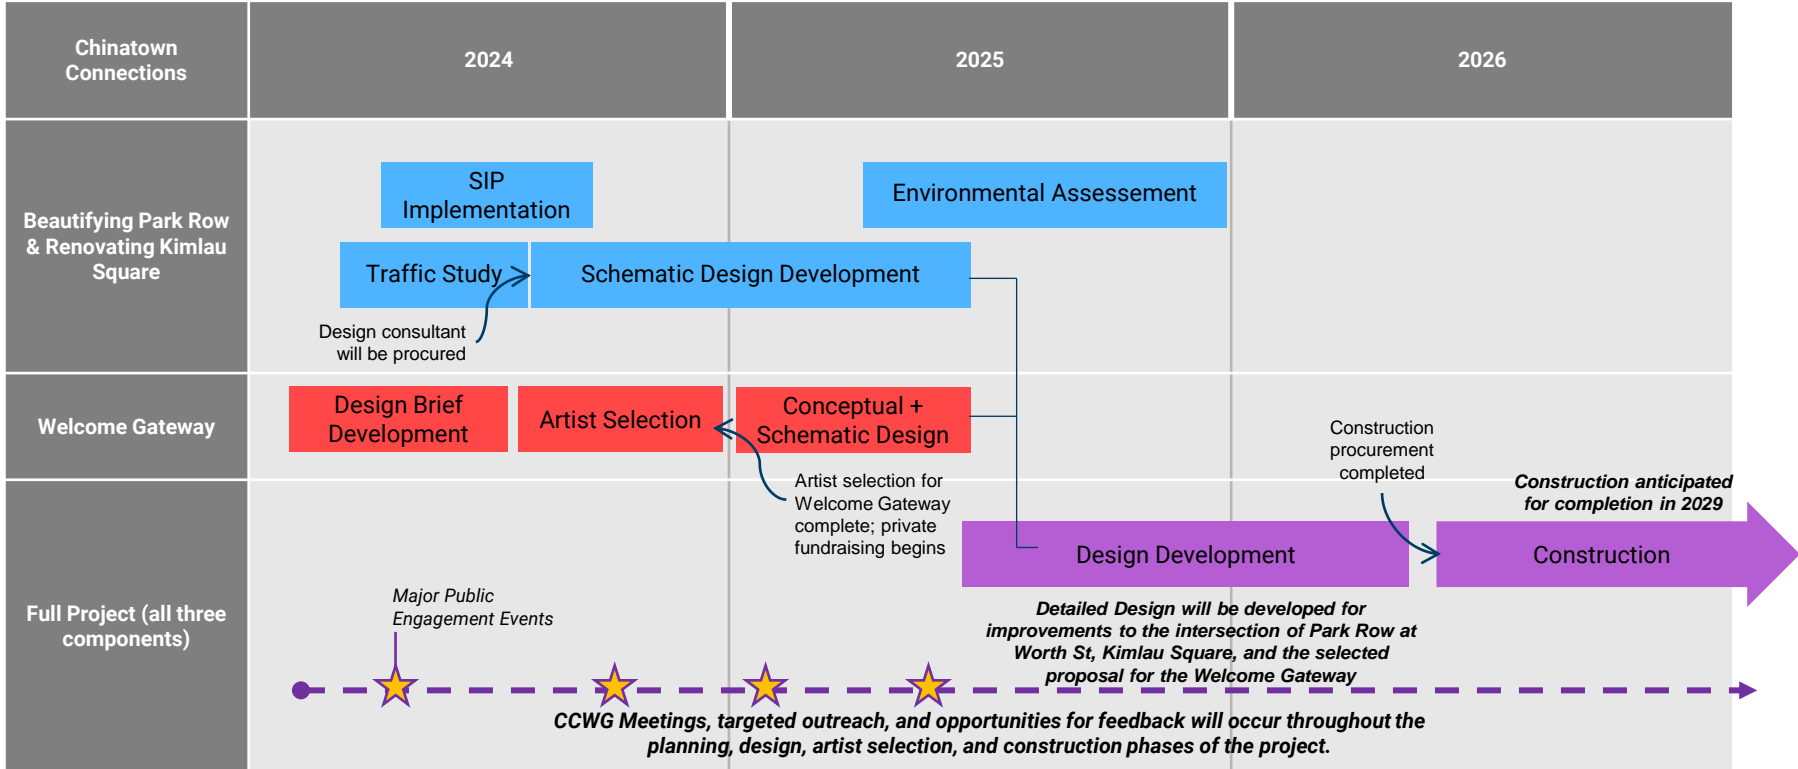 Chinatown
Connections
2024
2025
2026
Beautifying Park Row
& Renovating Kimlau
Square
SIP
Implementation
Environmental Assessement
Traffic Study
Schematic Design Development
Design consultant
will be procured
Welcome Gateway
Design Brief
Development
Artist Selection
Conceptual +
Schematic Design
Artist selection for
Welcome Gateway
complete; private
fundraising begins
Construction
procurement
completed
Construction anticipated
for completion in 2029
Full Project (all three
components)
Design Development
Construction
Major Public
Engagement Events
Detailed Design will be developed for
improvements to the intersection of Park Row at
Worth St, Kimlau Square, and the selected
proposal for the Welcome Gateway
CCWG Meetings, targeted outreach, and opportunities for feedback will occur throughout the
planning, design, artist selection, and construction phases of the project.